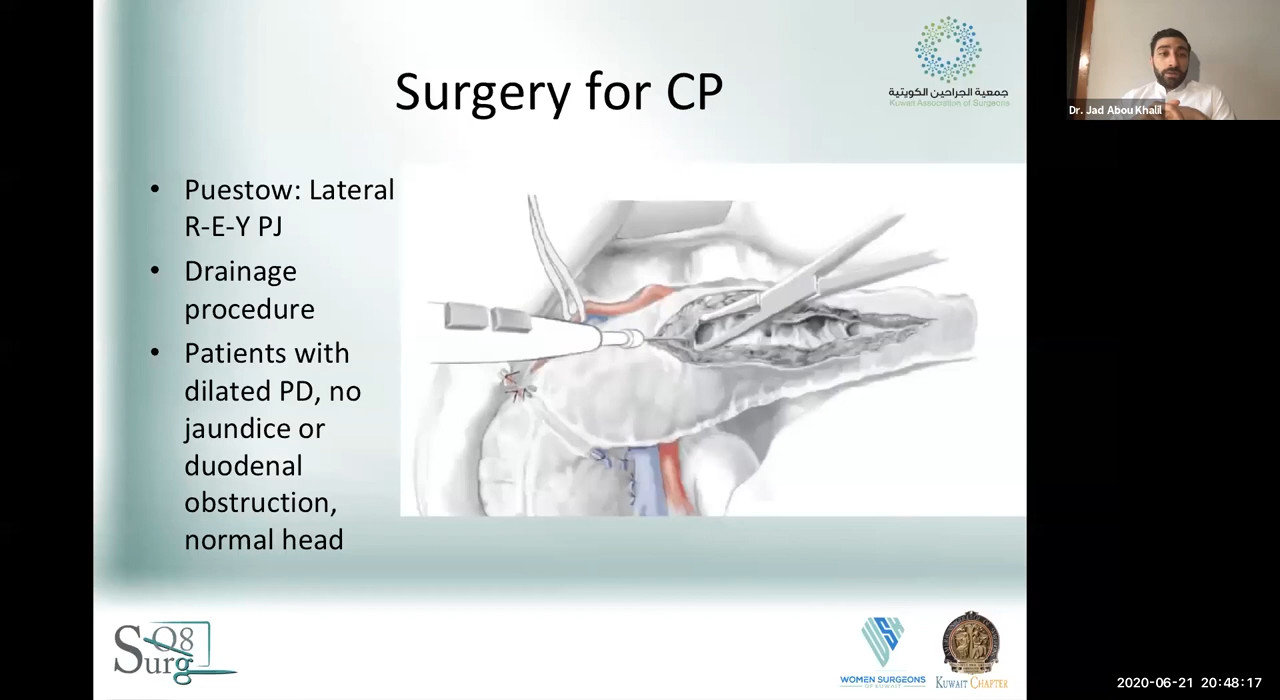 Surgery for CP
جمعية الجراحين الكويتية
Kuwait Association of Surgeons
Dr. Jad Abou Khalil
• Puestow: Lateral
R-E-Y PJ
• Drainage
procedure
• Patients with
dilated PD, no
jaundice or
duodenal
obstruction,
normal head
Q8
Surg
WOMEN SURGEONS
OF KUWAIT
KUWAIT CHAPTER
2020-06-21 20:48:17